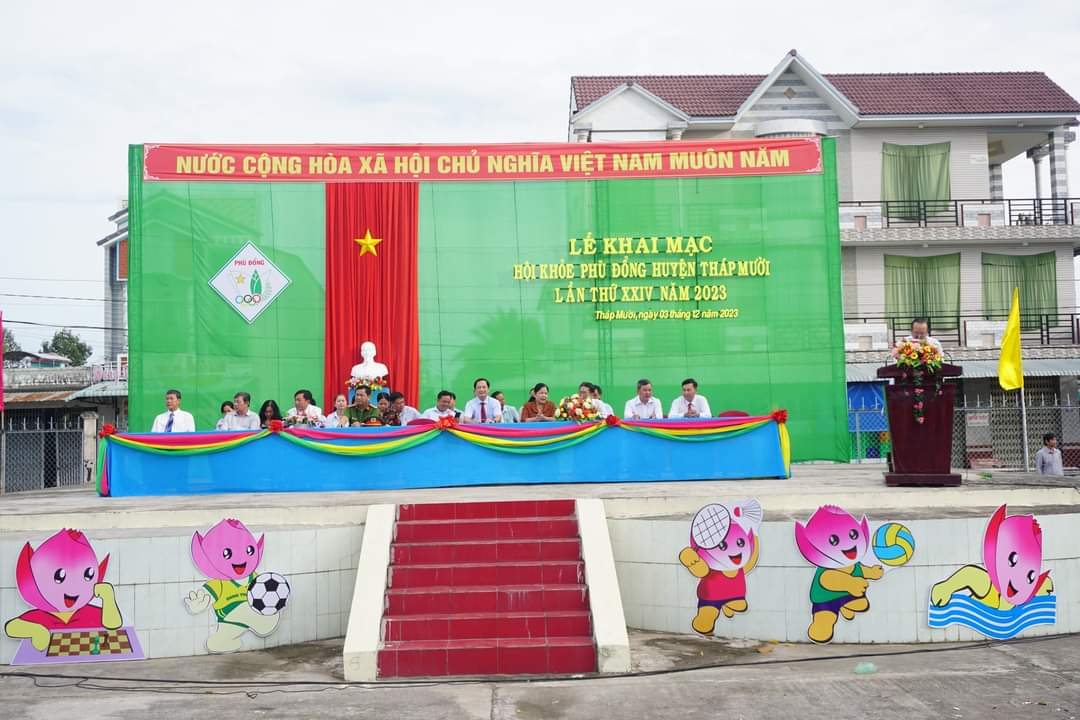 NƯỚC CỘNG HÒA XÃ HỘI CHỦ NGHĨA VIỆT NAM MUÔN NĂM
PHÙ ĐỔNG
LỄ KHAI MẠC
HỘI KHỎE PHÙ ĐỔNG HUYỆN THÁP MƯỜI
LẦN THỨ XXIV NĂM 2023
Tháp Mười, ngày 03 tháng 12 năm 2023